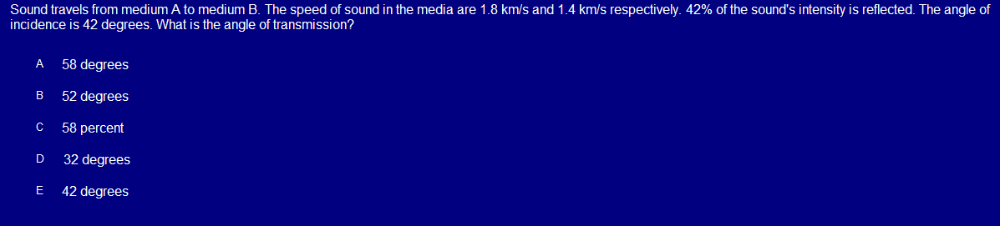 Sound travels from medium A to medium B. The speed of sound in the media are 1.8 km/s and 1.4 km/s respectively. 42% of the sound's intensity is reflected. The angle of
incidence is 42 degrees. What is the angle of transmission?
A 58 degrees
B 52 degrees
C 58 percent
D 32 degrees
E 42 degrees